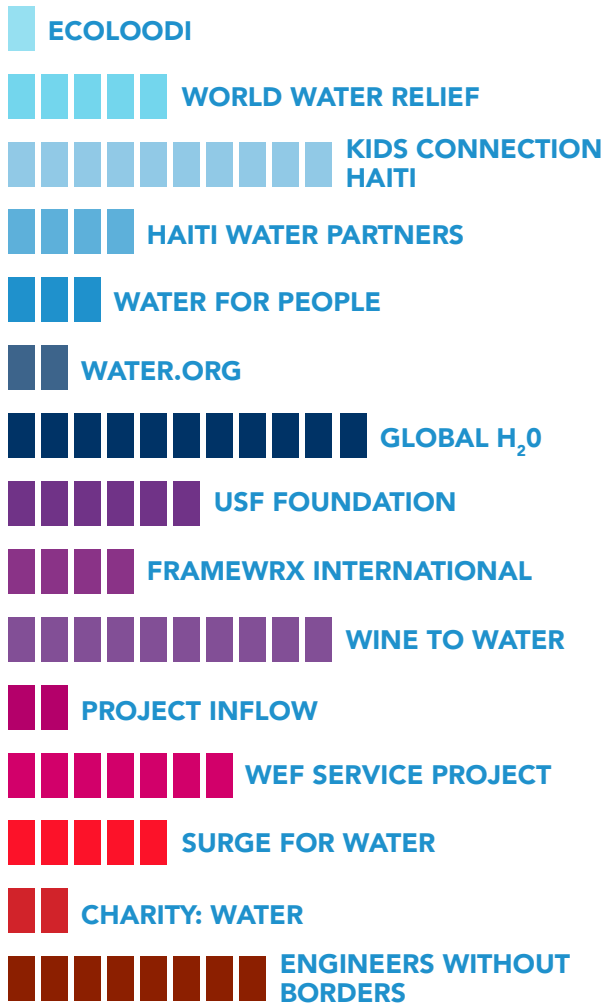 ECOLOODI
WORLD WATER RELIEF
KIDS CONNECTION
HAITI
HAITI WATER PARTNERS
WATER FOR PEOPLE
WATER.ORG
GLOBAL H₂0
USF FOUNDATION
FRAMEWRX INTERNATIONAL
WINE TO WATER
PROJECT INFLOW
WEF SERVICE PROJECT
SURGE FOR WATER
CHARITY: WATER
ENGINEERS WITHOUT
BORDERS